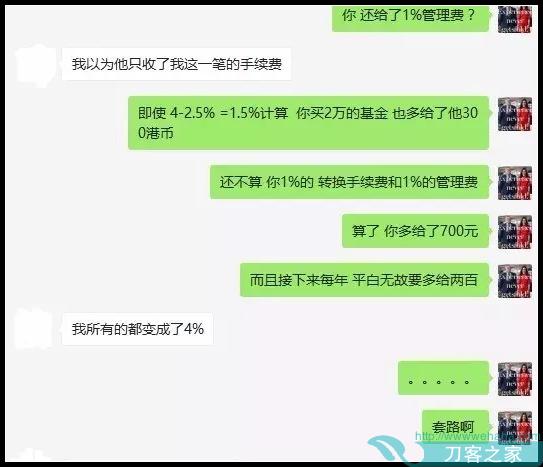 你 还给了1%管理费？
我以为他只收了我这一笔的手续费
即使 4-2.5% =1.5%计算  你买2万的基金 也多给了他30
0港币
还不算 你1%的 转换手续费和1%的管理费
算了 你多给了700元
而且接下来每年 平白无故要多给两百
我所有的都变成了4%
。。。。。
套路啊
刀客之家